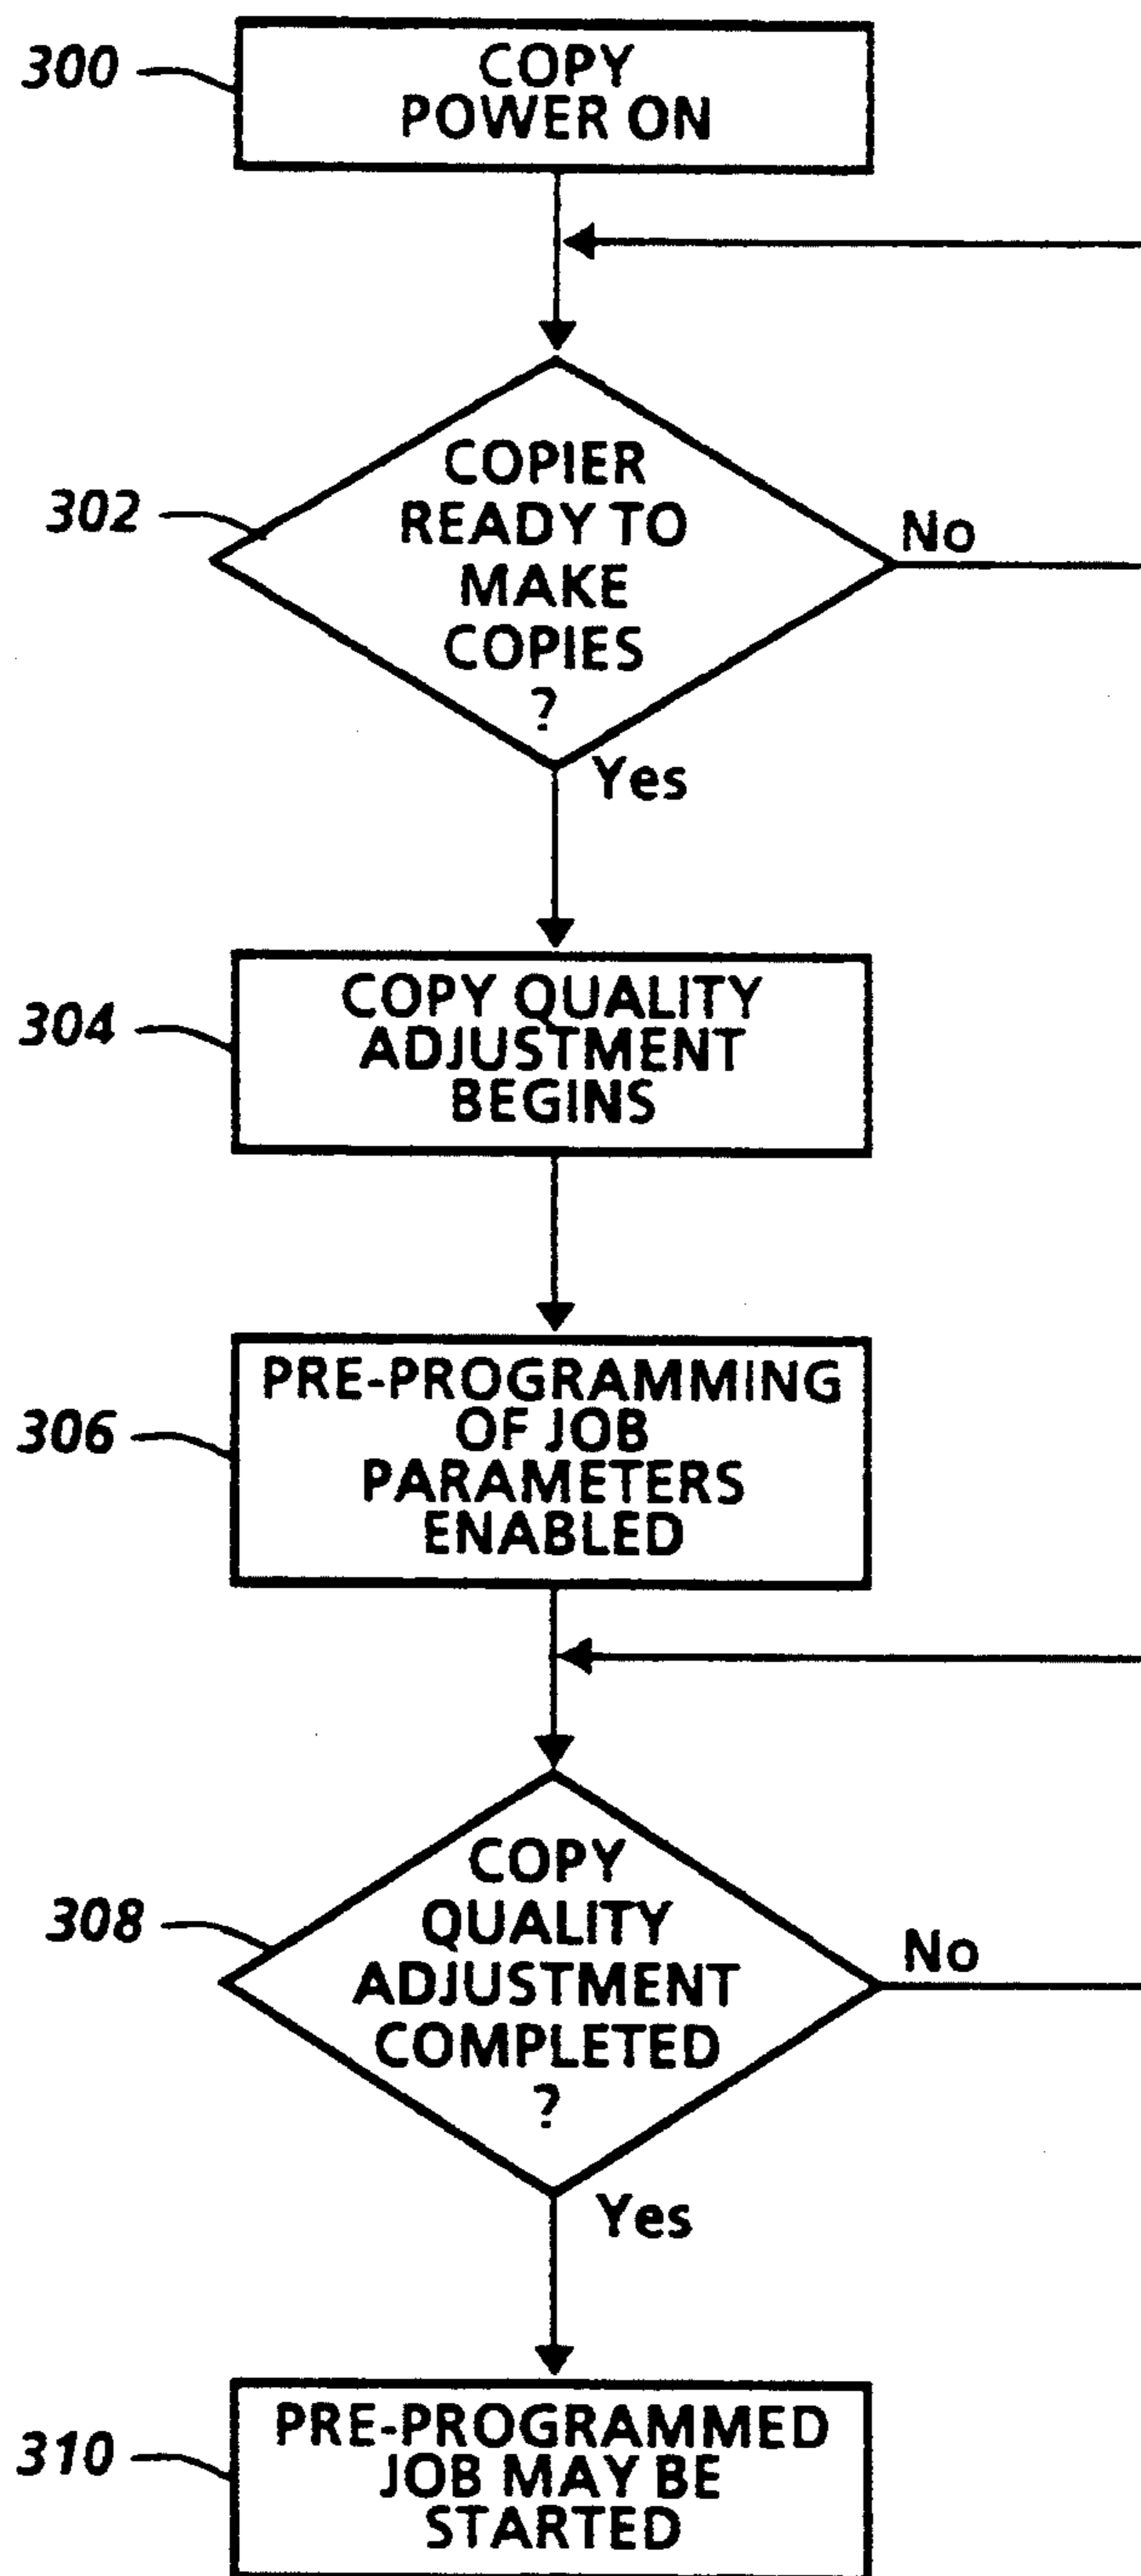 300
COPY
POWER ON
302
COPIER
READY TO
MAKE
COPIES
?
No
Yes
304
COPY QUALITY
ADJUSTMENT
BEGINS
306
PRE-PROGRAMMING
OF JOB
PARAMETERS
ENABLED
308
COPY
QUALITY
ADJUSTMENT
COMPLETED
?
No
Yes
310
PRE-PROGRAMMED
JOB MAY BE
STARTED